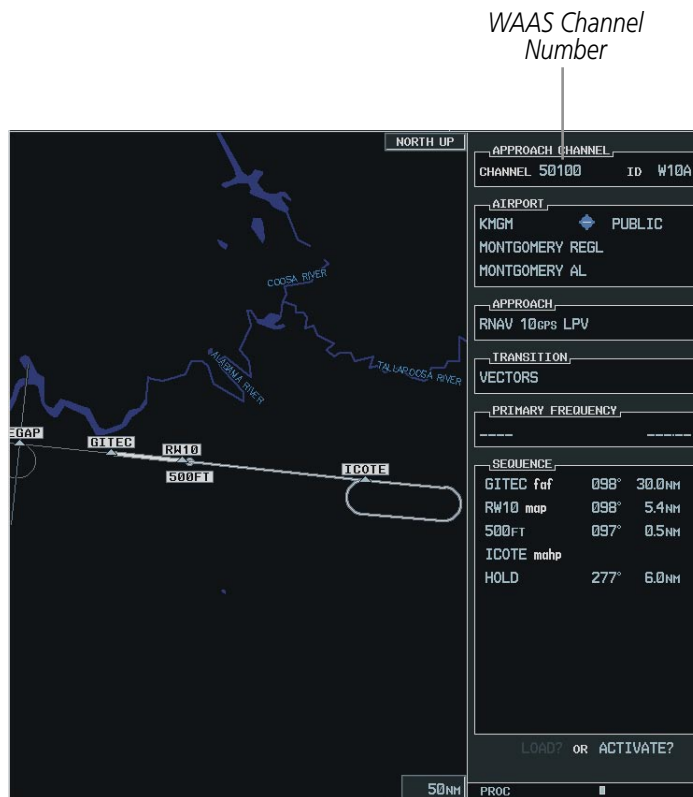 WAAS Channel
Number
NORTH UP
COOSA RIVER
ALABAMA RIVER
TALLAPOOSA RIVER
EGAP
GITEC
RW10
500FT
ICOTE
50NM
APPROACH CHANNEL
CHANNEL 50100 ID W10A
AIRPORT
KMGM PUBLIC
MONTGOMERY REGL
MONTGOMERY AL
APPROACH
RNAV 10GPS LPV
TRANSITION
VECTORS
PRIMARY FREQUENCY
____ __.__
SEQUENCE
GITEC faf 098° 30.0NM
RW10 map 098° 5.4NM
500FT 097° 0.5NM
ICOTE mahp
HOLD 277° 6.0NM
LOAD? OR ACTIVATE?
PROC